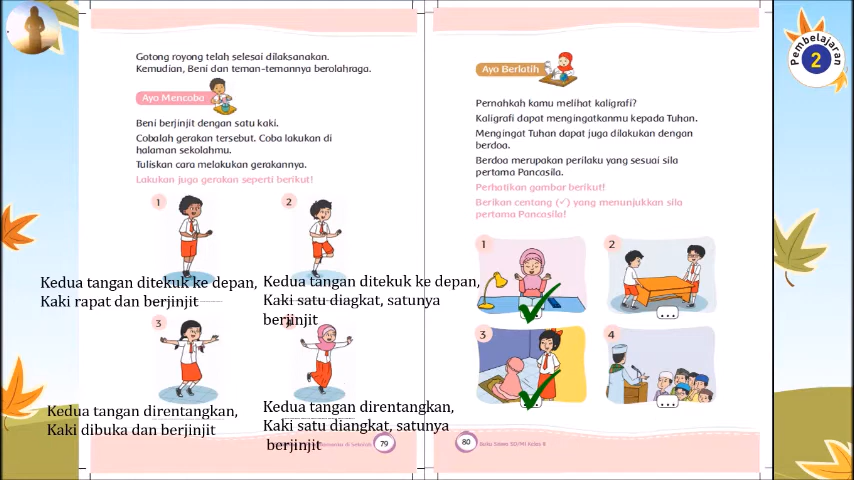 Gotong royong telah selesai dilaksanakan.
Kemudian, Beni dan teman-temannya berolahraga.
Ayo Mencoba
Beni berjinjit dengan satu kaki.
Cobalah gerakan tersebut. Coba lakukan di
halaman sekolahmu.
Tuliskan cara melakukan gerakannya.
Lakukan juga gerakan seperti berikut!
1
2
Kedua tangan ditekuk ke depan,
Kaki rapat dan berjinjit
Kedua tangan ditekuk ke depan,
Kaki satu diagkat, satunya
berjinjit
3
Kedua tangan direntangkan,
Kaki dibuka dan berjinjit
Kedua tangan direntangkan,
Kaki satu diangkat, satunya
berjinjit
di Sekolah
79
Ayo Berlatih
Pernahkah kamu melihat kaligrafi?
Kaligrafi dapat mengingatkanmu kepada Tuhan.
Mengingat Tuhan dapat juga dilakukan dengan
berdoa.
Berdoa merupakan perilaku yang sesuai sila
pertama Pancasila.
Perhatikan gambar berikut!
Berikan centang (✓) yang menunjukkan sila
pertama Pancasila!
1
2
...
3
4
...
80
Buku Siswa SD/MI Kelas II
Pembelajaran
2